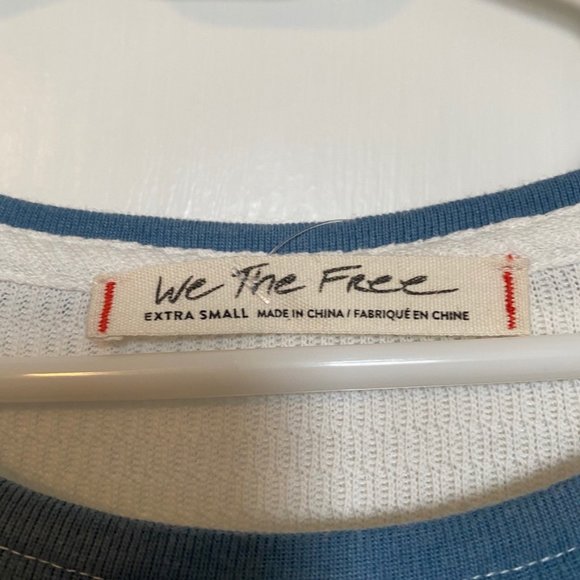 We The Free
EXTRA SMALL MADE IN CHINA / FABRIQUÉ EN CHINE